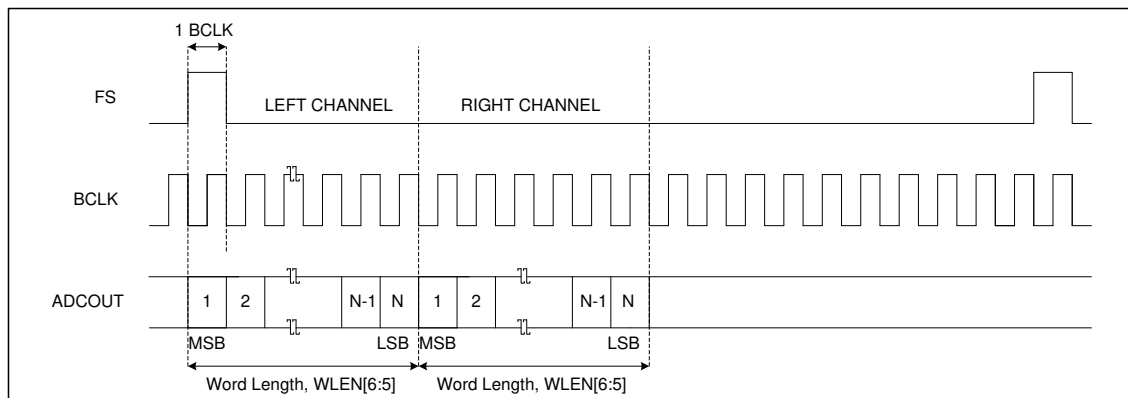 1 BCLK
FS
LEFT CHANNEL
RIGHT CHANNEL
BCLK
ADCOUT
1
2
N-1
N
1
2
N-1
N
MSB
LSB
MSB
LSB
Word Length, WLEN[6:5]
Word Length, WLEN[6:5]